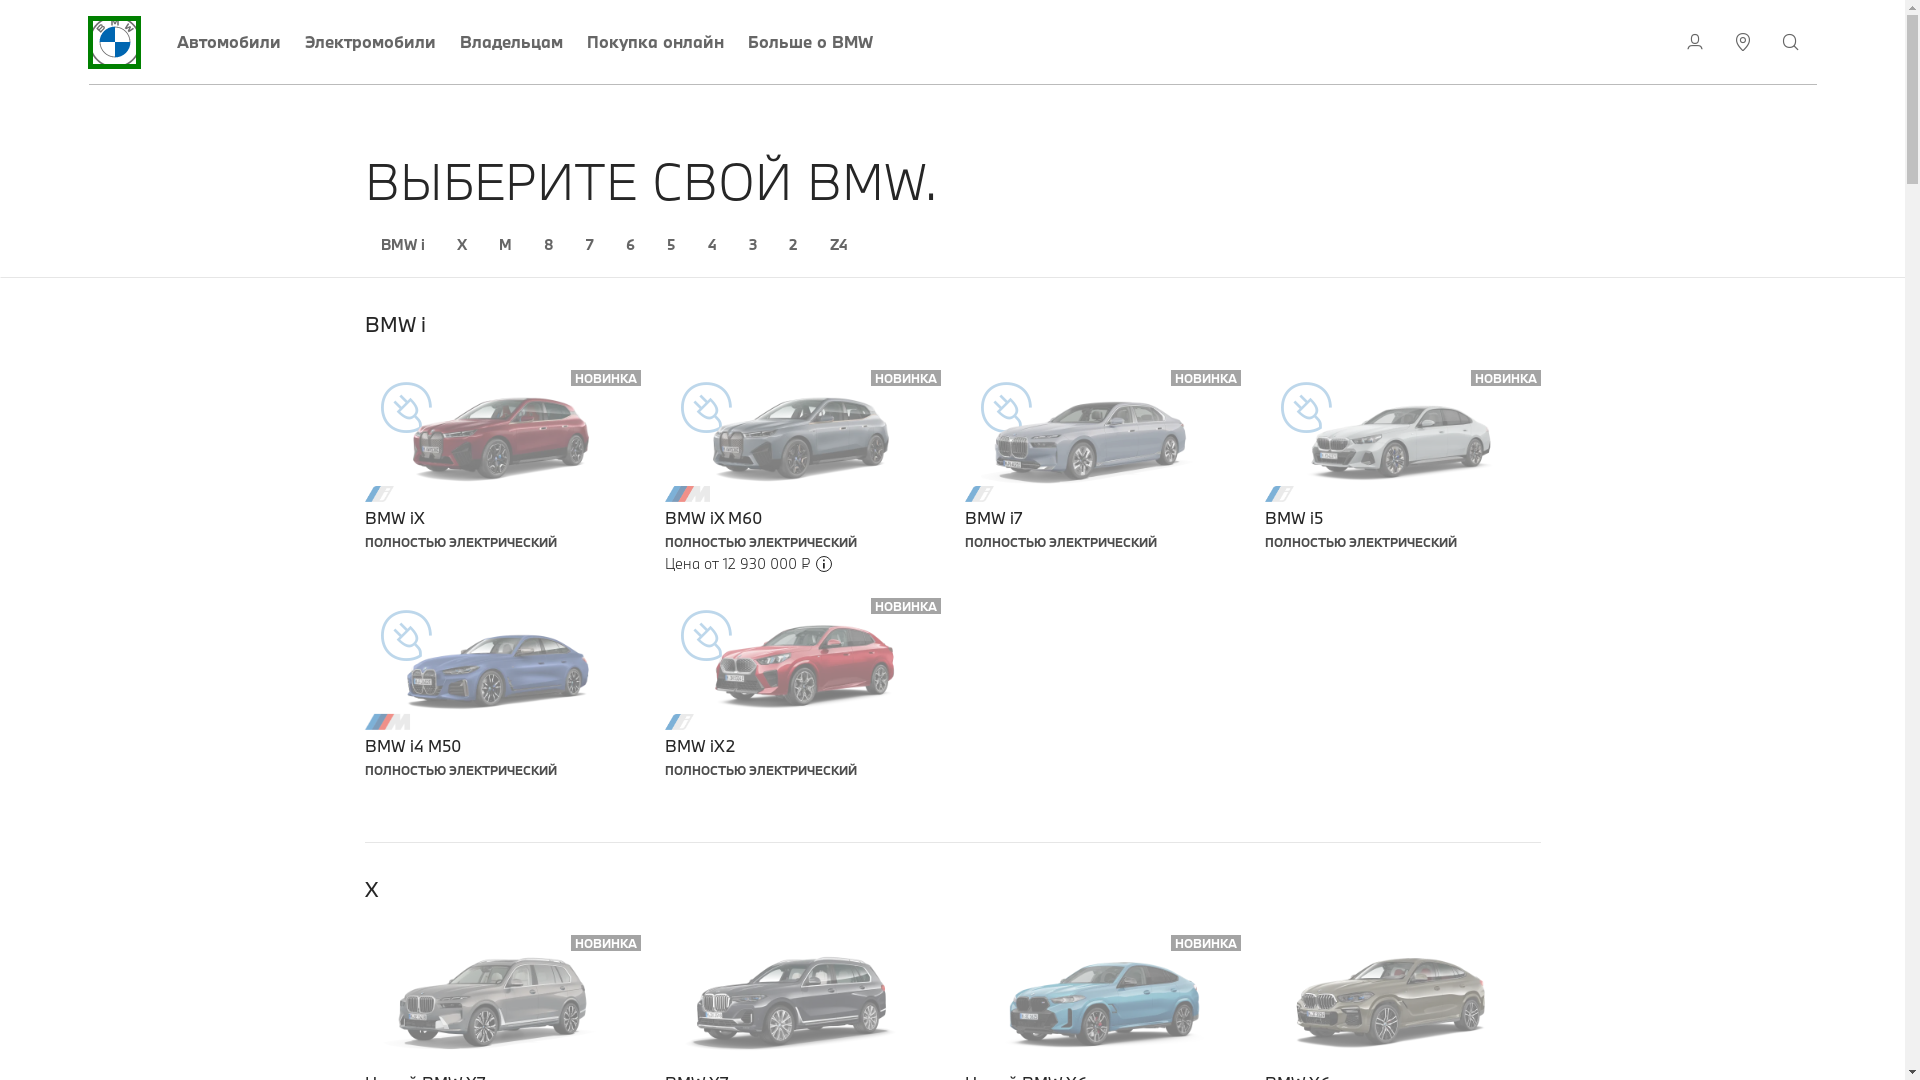 Автомобили Электромобили Владельцам Покупка онлайн Больше о BMW
ВЫБЕРИТЕ СВОЙ BMW.
BMW i X M 8 7 6 5 4 3 2 Z4
BMW i
НОВИНКА НОВИНКА НОВИНКА НОВИНКА
BMW iX BMW iX M60 BMW i7 BMW i5
ПОЛНОСТЬЮ ЭЛЕКТРИЧЕСКИЙ ПОЛНОСТЬЮ ЭЛЕКТРИЧЕСКИЙ ПОЛНОСТЬЮ ЭЛЕКТРИЧЕСКИЙ ПОЛНОСТЬЮ ЭЛЕКТРИЧЕСКИЙ
Цена от 12 930 000 ₽
НОВИНКА
BMW i4 M50 BMW iX2
ПОЛНОСТЬЮ ЭЛЕКТРИЧЕСКИЙ ПОЛНОСТЬЮ ЭЛЕКТРИЧЕСКИЙ
X
НОВИНКА НОВИНКА